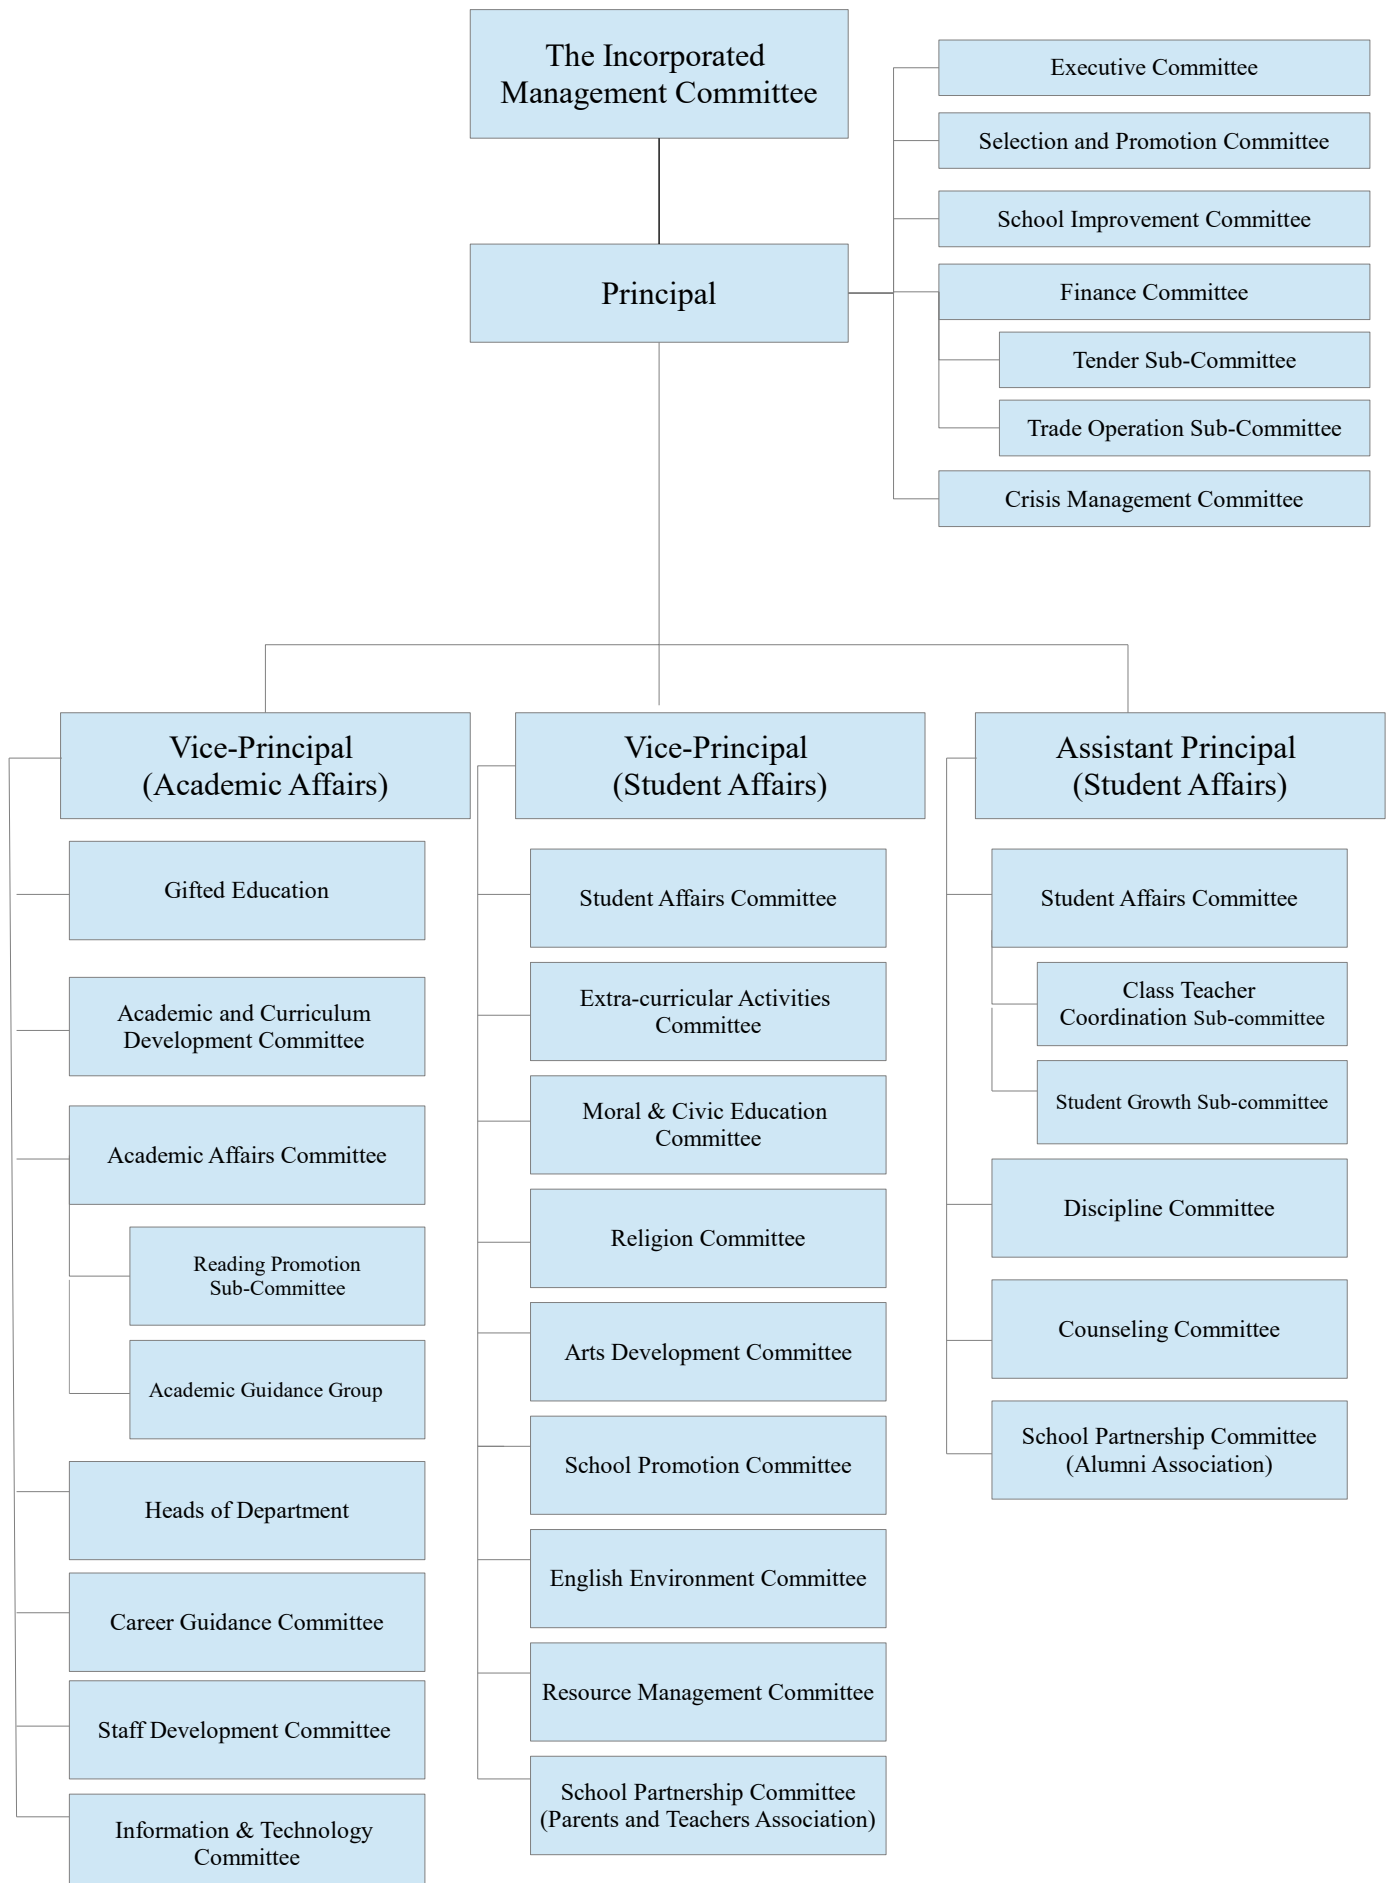 The Incorporated
Management Committee
Principal
Executive Committee
Selection and Promotion Committee
School Improvement Committee
Finance Committee
Tender Sub-Committee
Trade Operation Sub-Committee
Crisis Management Committee
Vice-Principal
(Academic Affairs)
Gifted Education
Academic and Curriculum
Development Committee
Academic Affairs Committee
Reading Promotion
Sub-Committee
Academic Guidance Group
Heads of Department
Career Guidance Committee
Staff Development Committee
Information & Technology
Committee
Vice-Principal
(Student Affairs)
Student Affairs Committee
Extra-curricular Activities
Committee
Moral & Civic Education
Committee
Religion Committee
Arts Development Committee
School Promotion Committee
English Environment Committee
Resource Management Committee
School Partnership Committee
(Parents and Teachers Association)
Assistant Principal
(Student Affairs)
Student Affairs Committee
Class Teacher
Coordination Sub-committee
Student Growth Sub-committee
Discipline Committee
Counseling Committee
School Partnership Committee
(Alumni Association)